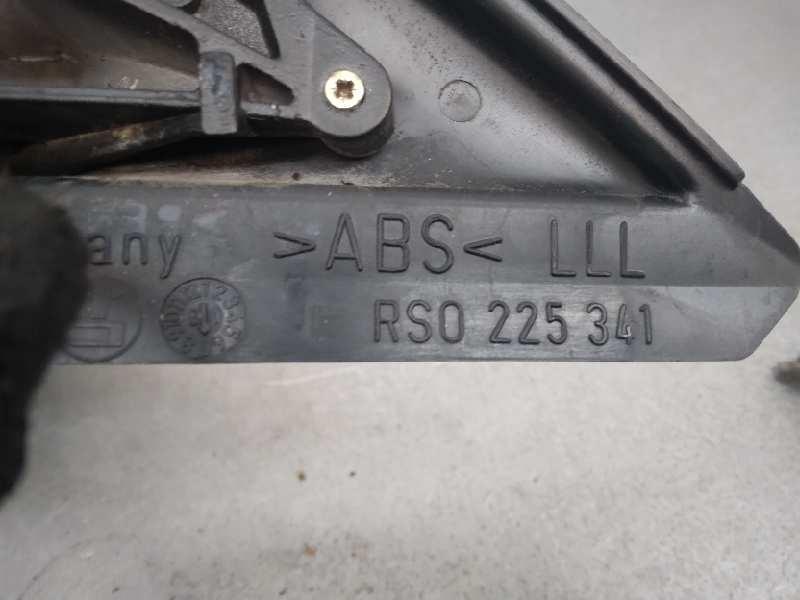 any >ABS< LLL
RS0 225 341